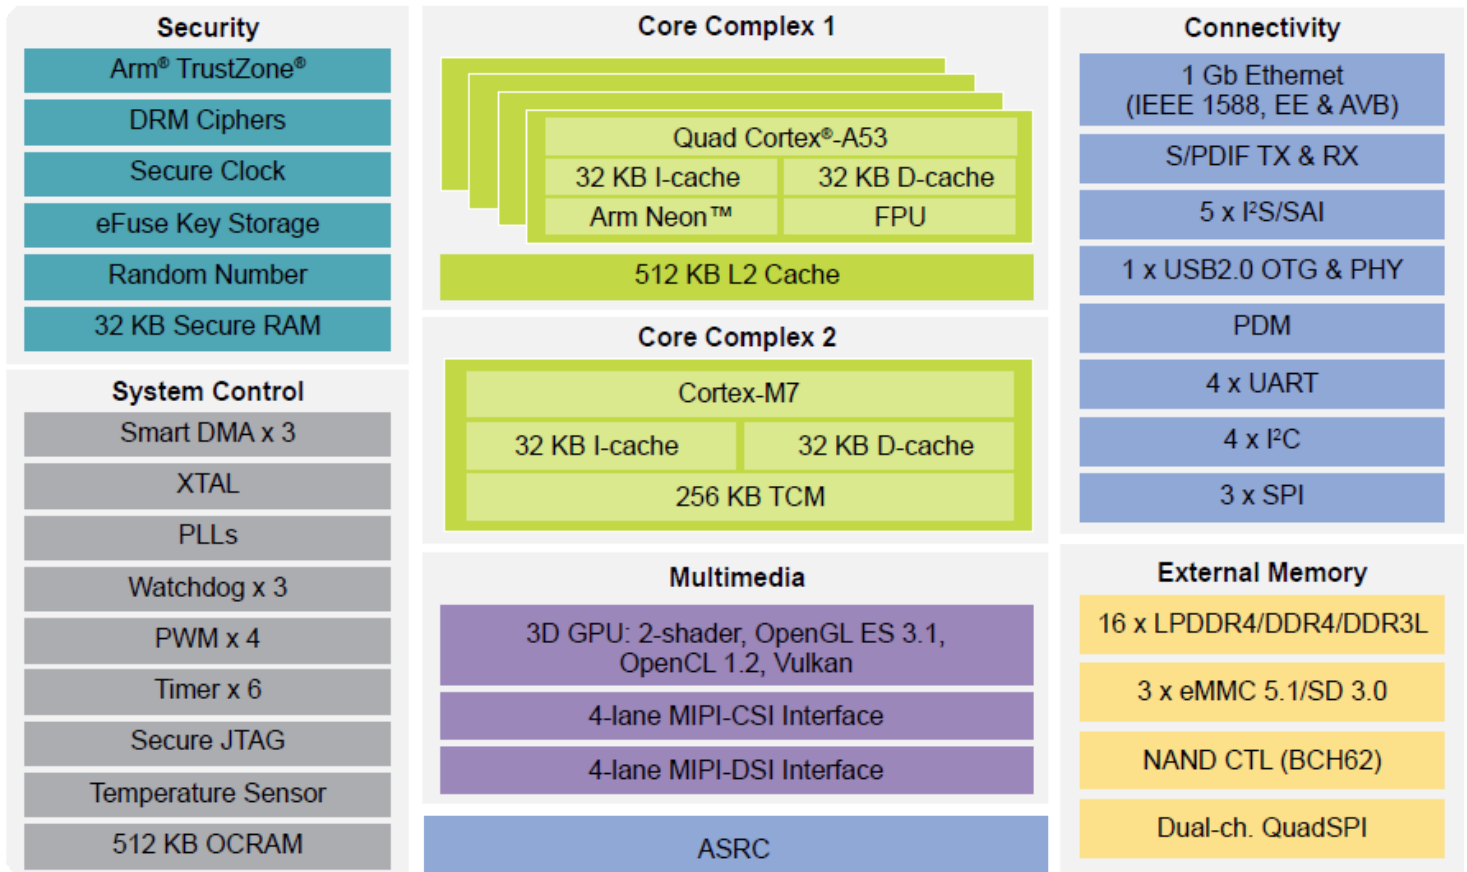 Security
Arm® TrustZone®
DRM Ciphers
Secure Clock
eFuse Key Storage
Random Number
32 KB Secure RAM
System Control
Smart DMA x 3
XTAL
PLLs
Watchdog x 3
PWM x 4
Timer x 6
Secure JTAG
Temperature Sensor
512 KB OCRAM
Core Complex 1
Quad Cortex®-A53
32 KB I-cache
32 KB D-cache
Arm Neon™
FPU
512 KB L2 Cache
Core Complex 2
Cortex-M7
32 KB I-cache
32 KB D-cache
256 KB TCM
Multimedia
3D GPU: 2-shader, OpenGL ES 3.1,
OpenCL 1.2, Vulkan
4-lane MIPI-CSI Interface
4-lane MIPI-DSI Interface
ASRC
Connectivity
1 Gb Ethernet
(IEEE 1588, EE & AVB)
S/PDIF TX & RX
5 x I²S/SAI
1 x USB2.0 OTG & PHY
PDM
4 x UART
4 x I²C
3 x SPI
External Memory
16 x LPDDR4/DDR4/DDR3L
3 x eMMC 5.1/SD 3.0
NAND CTL (BCH62)
Dual-ch. QuadSPI